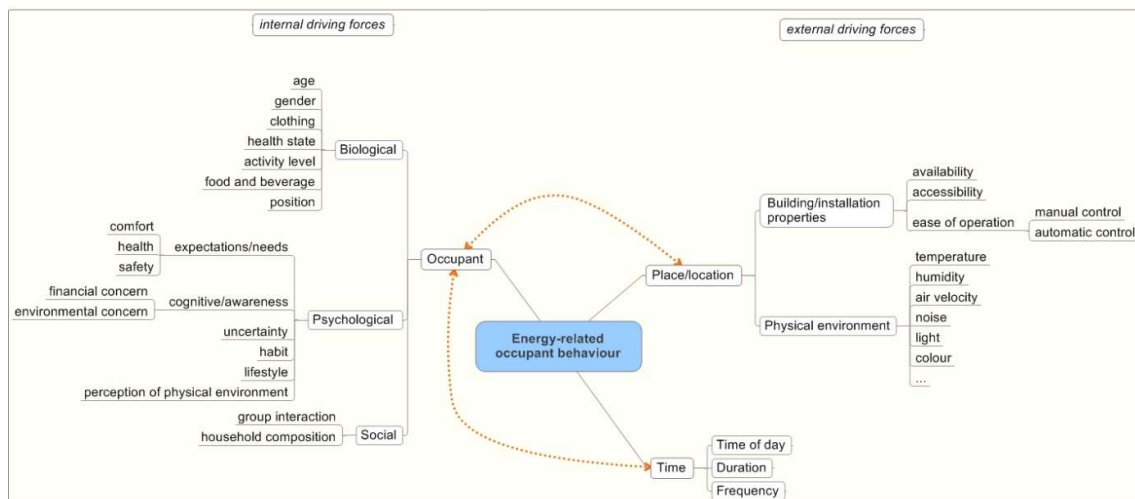 internal driving forces
external driving forces
age
gender
clothing
health state
activity level
food and beverage
position
Biological
comfort
health
safety
expectations/needs
financial concern
environmental concern
cognitive/awareness
uncertainty
habit
lifestyle
perception of physical environment
Psychological
group interaction
household composition
Social
Occupant
Energy-related
occupant behaviour
Place/location
Building/installation
properties
availability
accessibility
ease of operation
manual control
automatic control
Physical environment
temperature
humidity
air velocity
noise
light
colour
...
Time
Time of day
Duration
Frequency